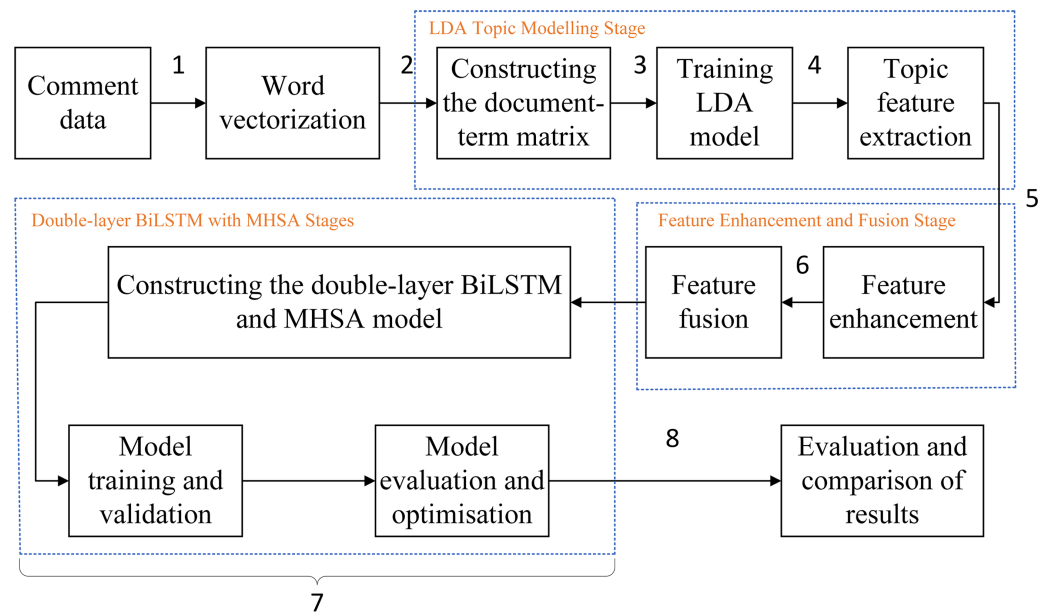 LDA Topic Modelling Stage
1
2
3
4
Comment
data
Word
vectorization
Constructing
the document-
term matrix
Training
LDA
model
Topic
feature
extraction
5
Double-layer BiLSTM with MHSA Stages
Feature Enhancement and Fusion Stage
6
Constructing the double-layer BiLSTM
and MHSA model
Feature
fusion
Feature
enhancement
Model
training and
validation
Model
evaluation and
optimisation
8
Evaluation and
comparison of
results
7